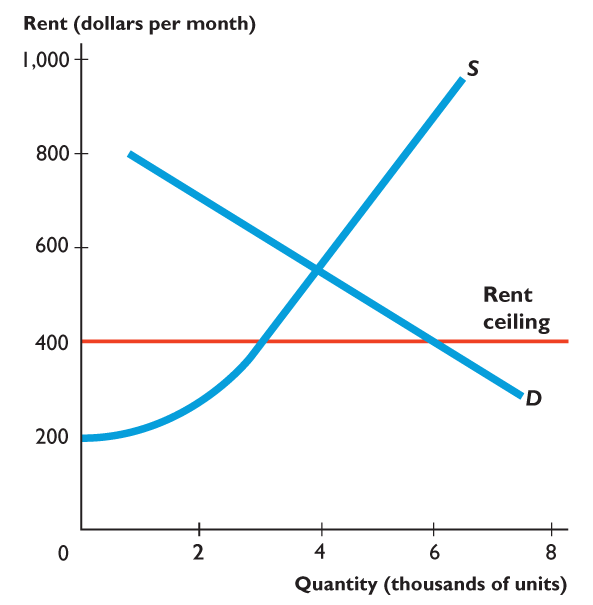 Rent (dollars per month)
1,000
S
800
600
Rent
ceiling
400
D
200
0
2
4
6
8
Quantity (thousands of units)